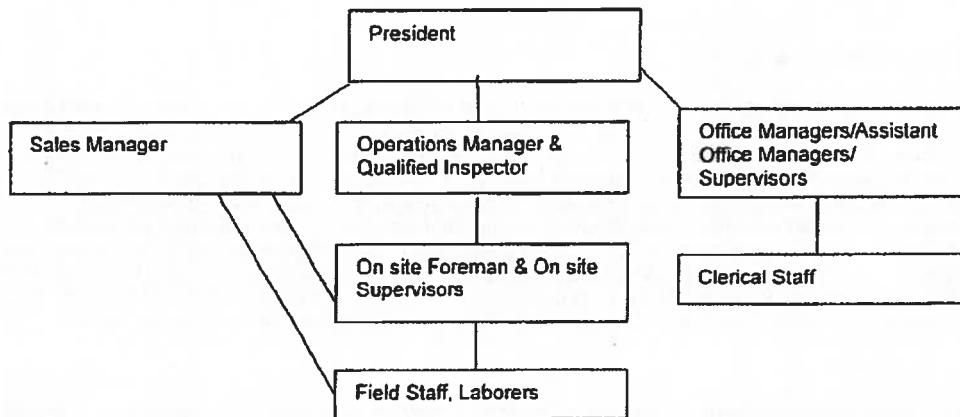 President
Sales Manager
Operations Manager &
Qualified Inspector
Office Managers/Assistant
Office Managers/
Supervisors
On site Foreman & On site
Supervisors
Clerical Staff
Field Staff, Laborers